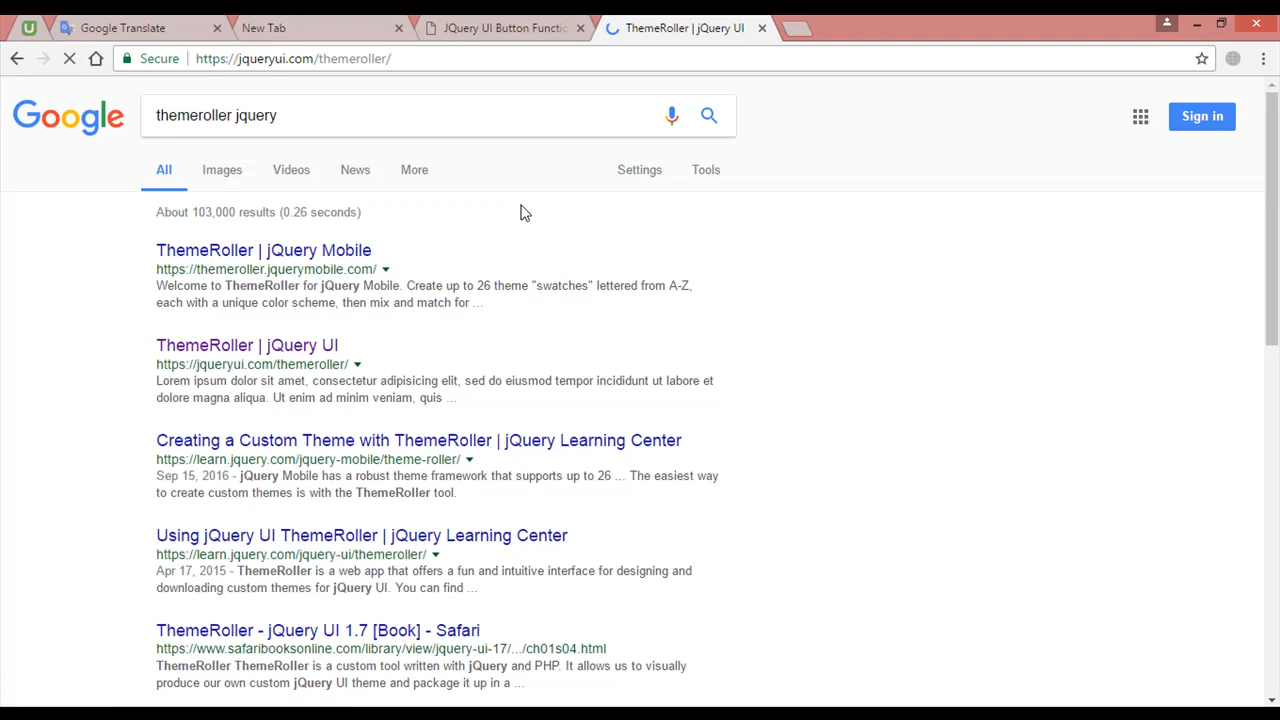 Google Translate
New Tab
JQuery UI Button Functio
ThemeRoller | jQuery UI
Secure
https://jqueryui.com/themeroller/
Google
themeroller jquery
Sign in
All
Images
Videos
News
More
Settings
Tools
About 103,000 results (0.26 seconds)
ThemeRoller | jQuery Mobile
https://themeroller.jquerymobile.com/
Welcome to ThemeRoller for jQuery Mobile. Create up to 26 theme "swatches" lettered from A-Z,
each with a unique color scheme, then mix and match for ...
ThemeRoller | jQuery UI
https://jqueryui.com/themeroller/
Lorem ipsum dolor sit amet, consectetur adipisicing elit, sed do eiusmod tempor incididunt ut labore et
dolore magna aliqua. Ut enim ad minim veniam, quis ...
Creating a Custom Theme with ThemeRoller | jQuery Learning Center
https://learn.jquery.com/jquery-mobile/theme-roller/
Sep 15, 2016 - jQuery Mobile has a robust theme framework that supports up to 26 ... The easiest way
to create custom themes is with the ThemeRoller tool.
Using jQuery UI ThemeRoller | jQuery Learning Center
https://learn.jquery.com/jquery-ui/themeroller/
Apr 17, 2015 - ThemeRoller is a web app that offers a fun and intuitive interface for designing and
downloading custom themes for jQuery UI. You can find ...
ThemeRoller - jQuery UI 1.7 [Book] - Safari
https://www.safaribooksonline.com/library/view/jquery-ui-17/.../ch01s04.html
ThemeRoller ThemeRoller is a custom tool written with jQuery and PHP. It allows us to visually
produce our own custom jQuery UI theme and package it up in a ...